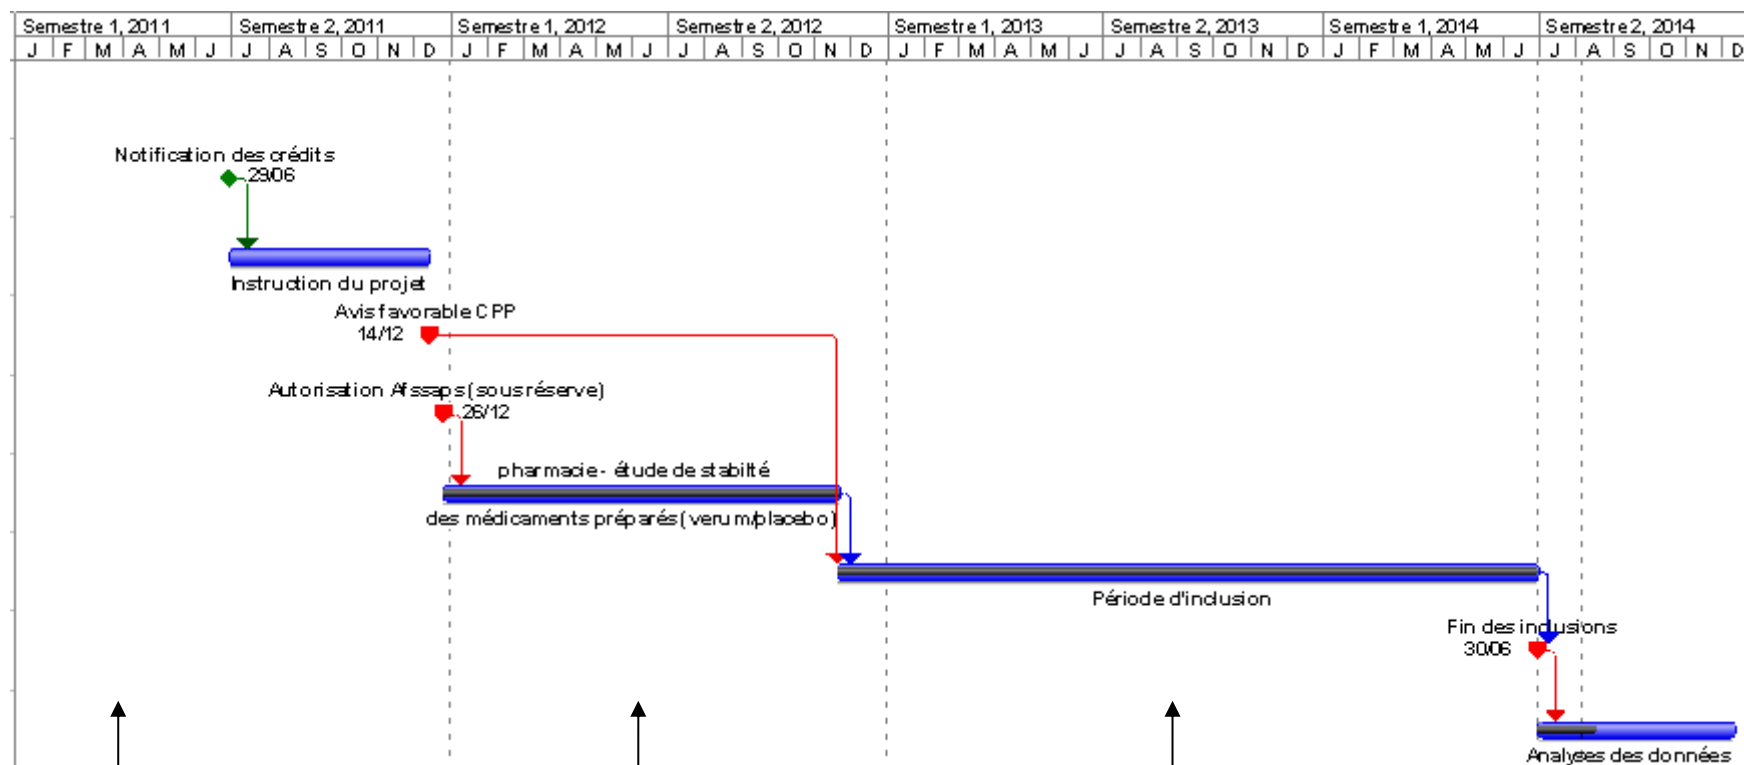 Semestre 1, 2011 Semestre 2, 2011 Semestre 1, 2012 Semestre 2, 2012 Semestre 1, 2013 Semestre 2, 2013 Semestre 1, 2014 Semestre 2, 2014
J F M A M J J A S O N D J F M A M J J A S O N D J F M A M J J A S O N D J F M A M J J A S O N D
Notification des crédits
29/06
Instruction du projet
Avis favorable CPP
14/12
Autorisation Afssaps (sous réserve)
26/12
pharmacie - étude de stabilté
des médicaments préparés (verum/placebo)
Période d'inclusion
Fin des inclusions
30/06
Analyses des données